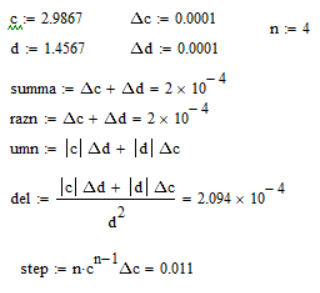 c := 2.9867 Δc := 0.0001 n := 4
d := 1.4567 Δd := 0.0001
summa := Δc + Δd = 2 × 10^-4
razn := Δc + Δd = 2 × 10^-4
umn := |c| Δd + |d| Δc
del := (|c| Δd + |d| Δc) / d^2 = 2.094 × 10^-4
step := n·c^(n-1) Δc = 0.011